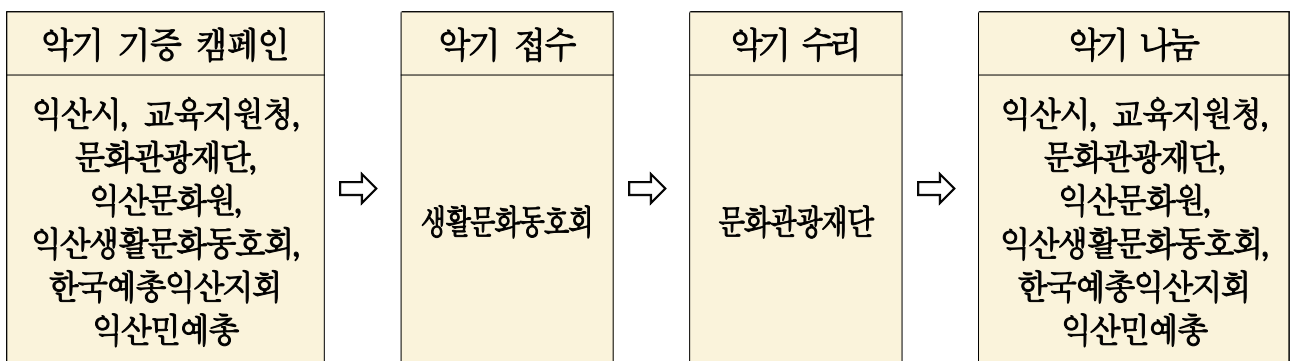 악기 기증 캠페인
익산시, 교육지원청,
문화관광재단,
익산문화원,
익산생활문화동호회,
한국예총익산지회
익산민예총
악기 접수
생활문화동호회
악기 수리
문화관광재단
악기 나눔
익산시, 교육지원청,
문화관광재단,
익산문화원,
익산생활문화동호회,
한국예총익산지회
익산민예총